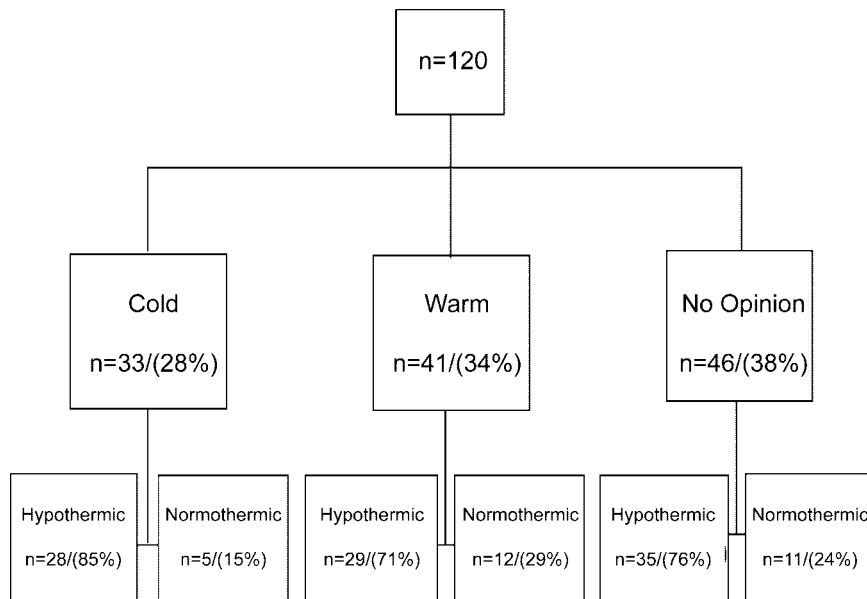 n=120
Cold
n=33/(28%)
Warm
n=41/(34%)
No Opinion
n=46/(38%)
Hypothermic
n=28/(85%)
Normothermic
n=5/(15%)
Hypothermic
n=29/(71%)
Normothermic
n=12/(29%)
Hypothermic
n=35/(76%)
Normothermic
n=11/(24%)